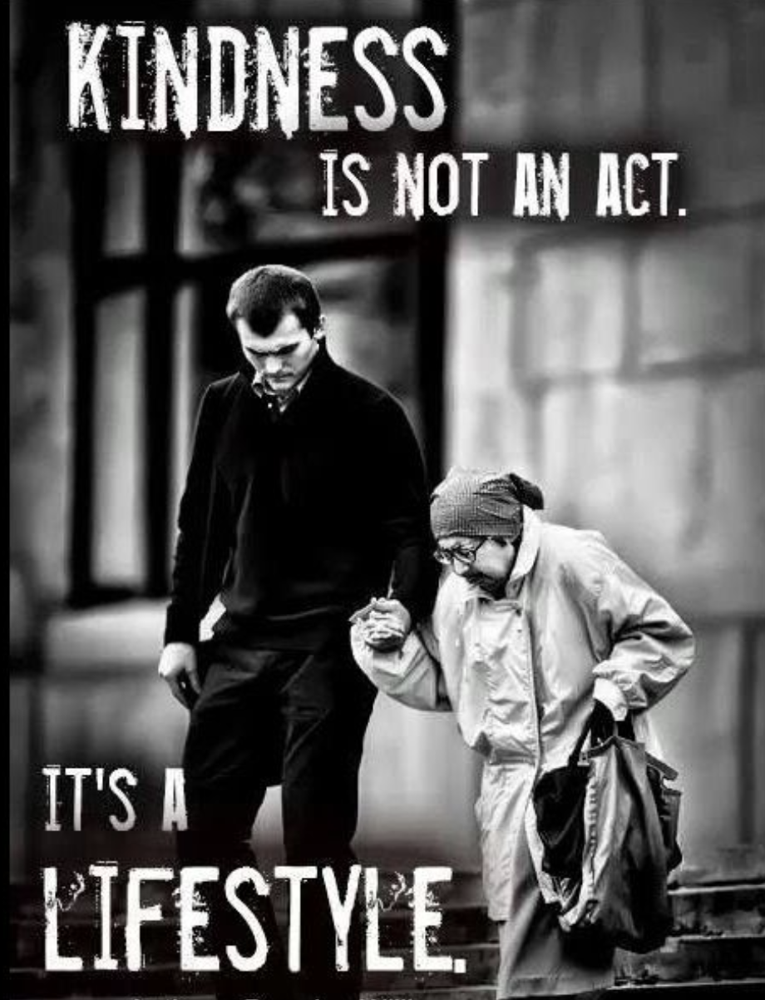 KINDNESS
IS NOT AN ACT.
IT'S A
LIFESTYLE.